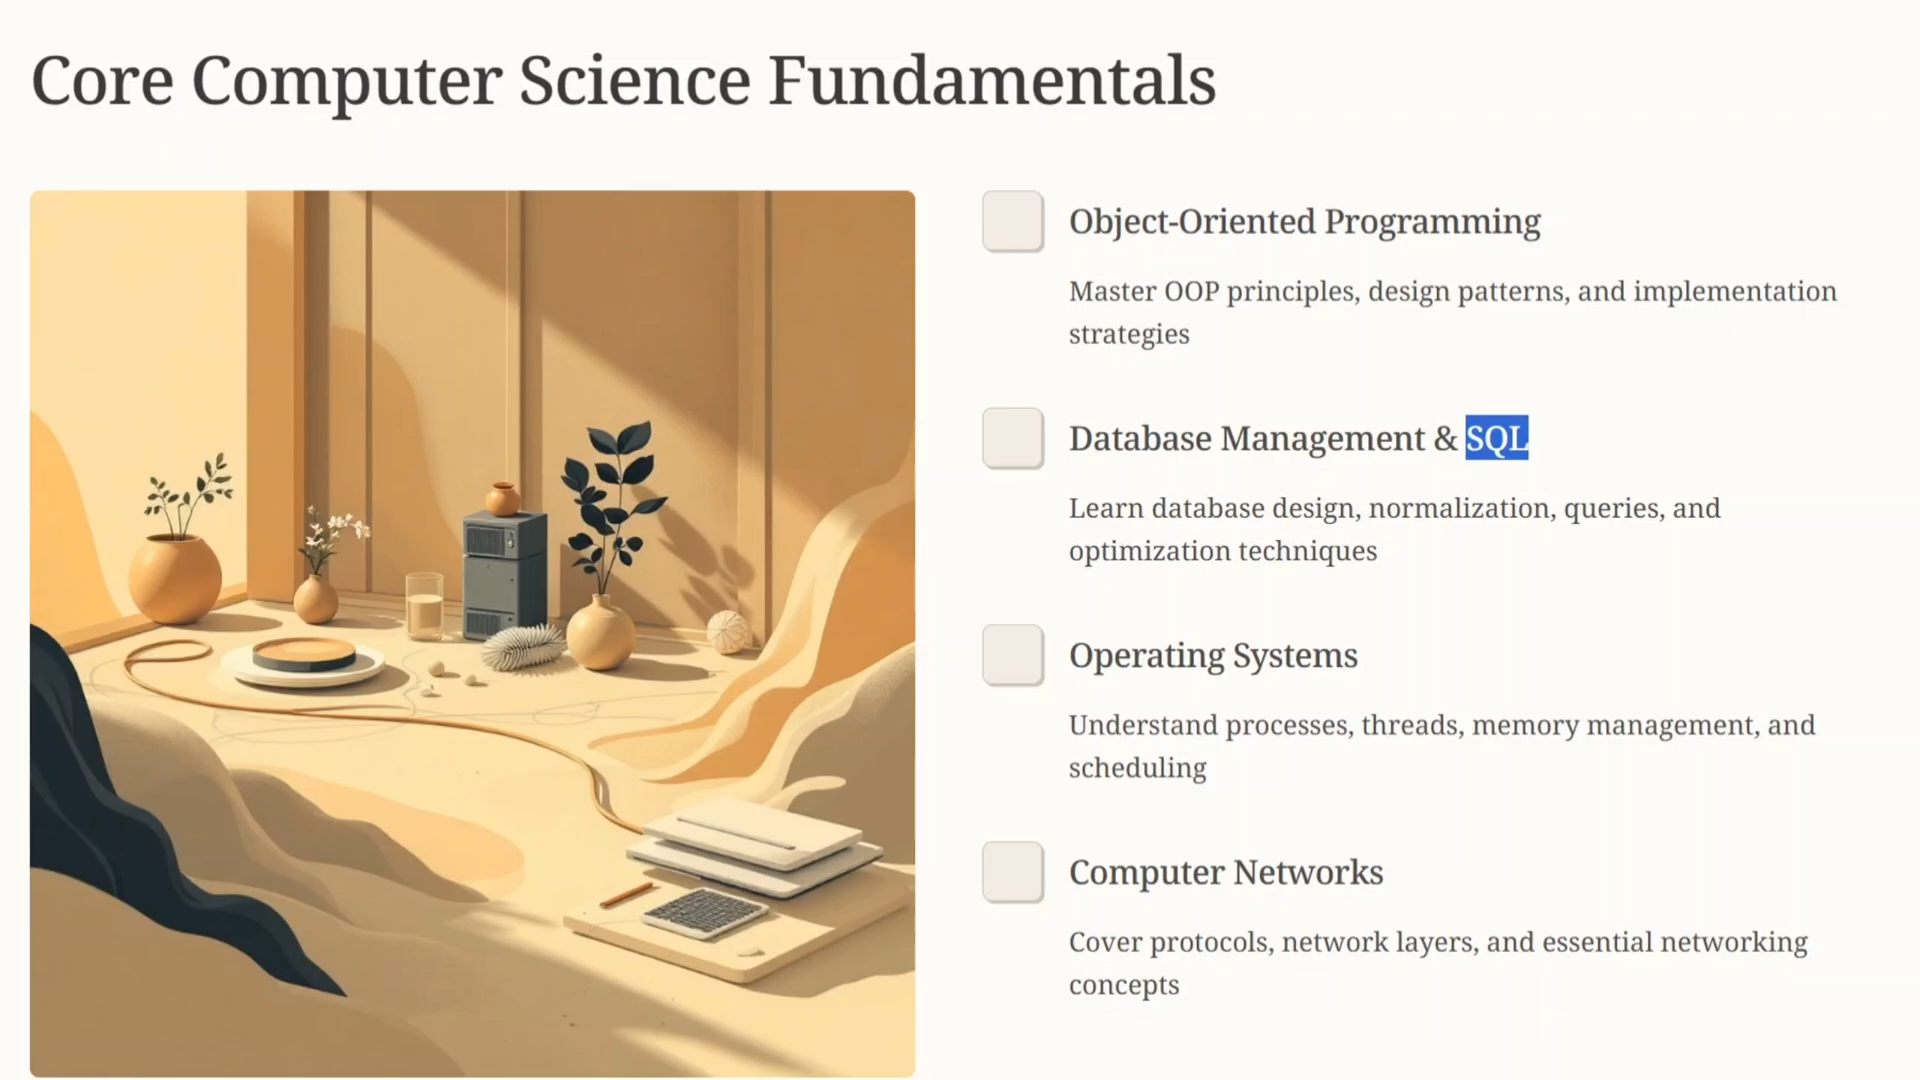 Core Computer Science Fundamentals
Object-Oriented Programming
Master OOP principles, design patterns, and implementation
strategies
Database Management & SQL
Learn database design, normalization, queries, and
optimization techniques
Operating Systems
Understand processes, threads, memory management, and
scheduling
Computer Networks
Cover protocols, network layers, and essential networking
concepts